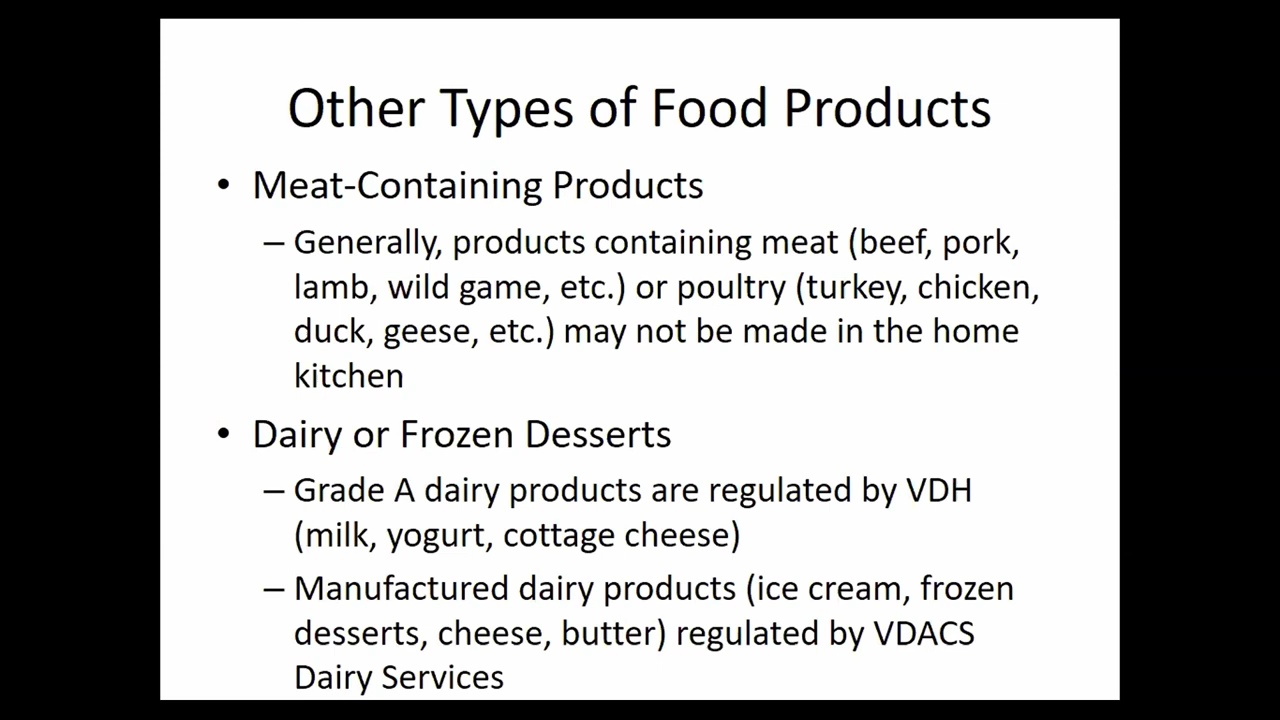 Other Types of Food Products
• Meat-Containing Products
– Generally, products containing meat (beef, pork,
lamb, wild game, etc.) or poultry (turkey, chicken,
duck, geese, etc.) may not be made in the home
kitchen
• Dairy or Frozen Desserts
– Grade A dairy products are regulated by VDH
(milk, yogurt, cottage cheese)
– Manufactured dairy products (ice cream, frozen
desserts, cheese, butter) regulated by VDACS
Dairy Services